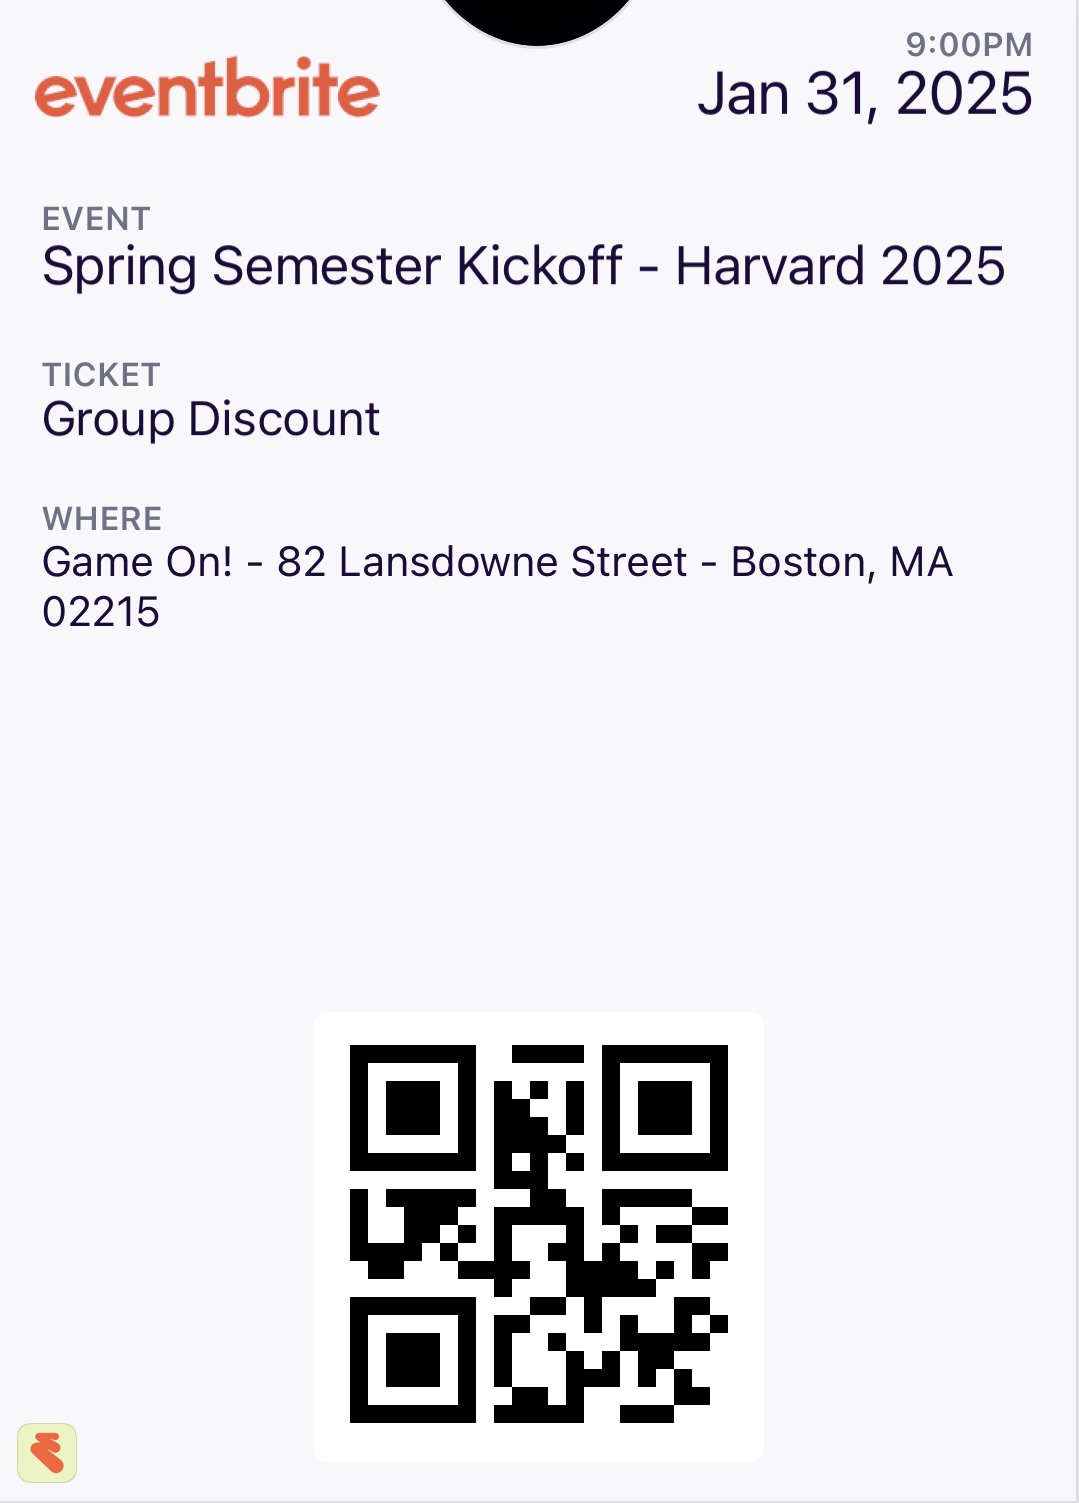 eventbrite
9:00PM
Jan 31, 2025
EVENT
Spring Semester Kickoff - Harvard 2025
TICKET
Group Discount
WHERE
Game On! - 82 Lansdowne Street - Boston, MA
02215